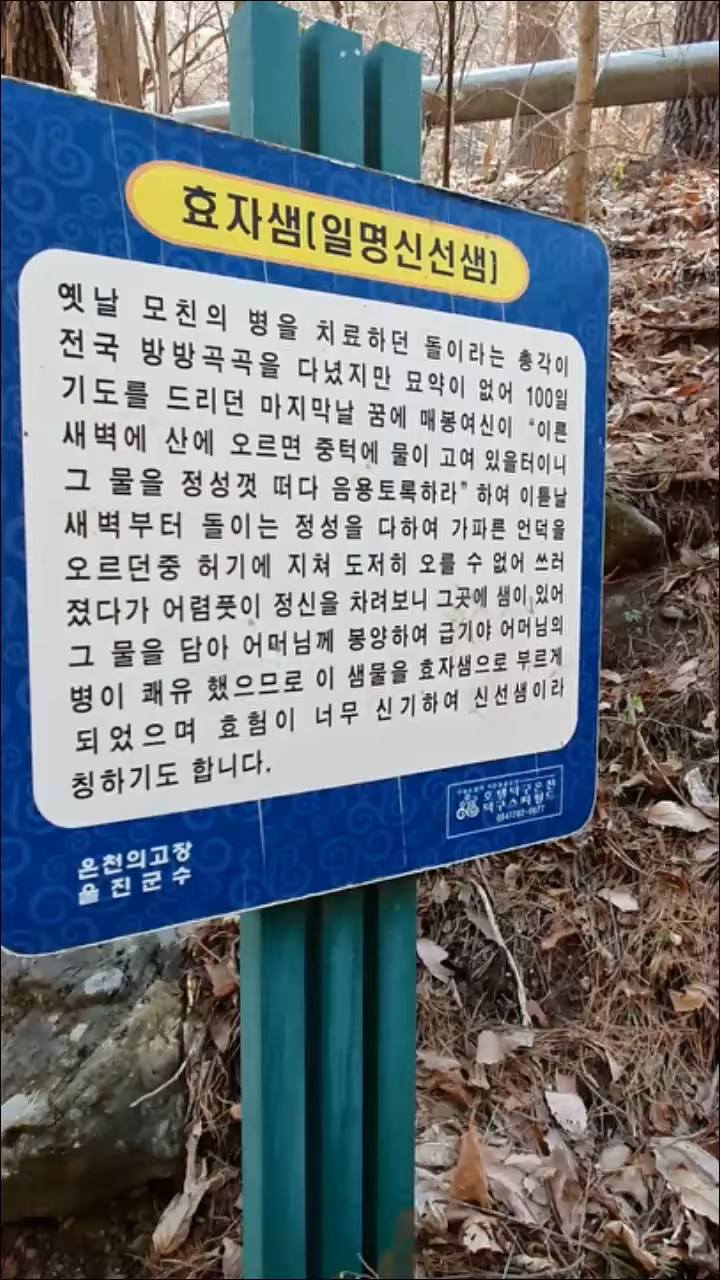 효자샘(일명신선샘)
옛날 모친의 병을 치료하던 돌이라는 총각이
전국 방방곡곡을 다녔지만 묘약이 없어 100일
기도를 드리던 마지막날 꿈에 매봉여신이 "이른
새벽에 산에 오르면 중턱에 물이 고여 있을터이니
그 물을 정성껏 떠다 음용토록하라" 하여 이튿날
새벽부터 돌이는 정성을 다하여 가파른 언덕을
오르던중 허기에 지쳐 도저히 오를 수 없어 쓰러
졌다가 어렴풋이 정신을 차려보니 그곳에 샘이 있어
그 물을 담아 어머님께 봉양하여 급기야 어머님의
병이 쾌유 했으므로 이 샘물을 효자샘으로 부르게
되었으며 효험이 너무 신기하여 신선샘이라
칭하기도 합니다.
호텔덕구온천
덕구스파월드
온천의고장
울진군수